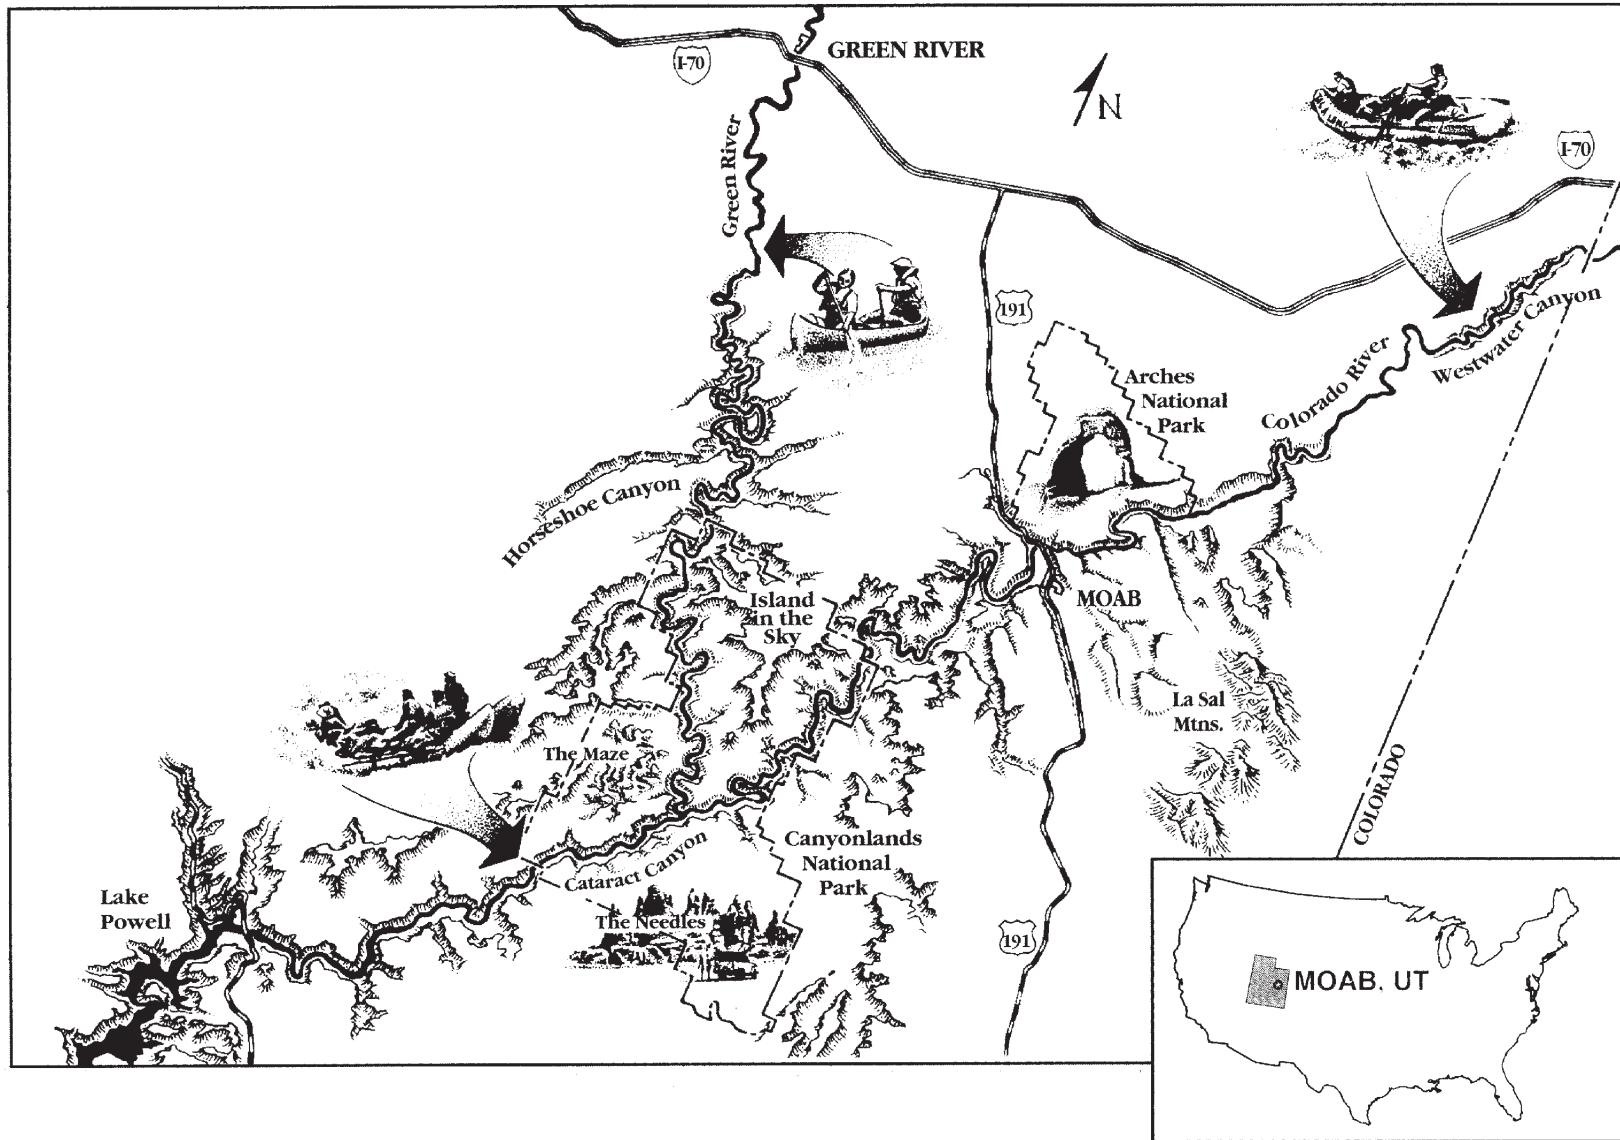 GREEN RIVER
I-70
N
I-70
Green River
191
Arches
National
Park
Colorado River
Westwater Canyon
Horseshoe Canyon
Island
in the
Sky
MOAB
La Sal
Mtns.
The Maze
COLORADO
Canyonlands
National
Park
Cataract Canyon
Lake
Powell
The Needles
191
MOAB, UT